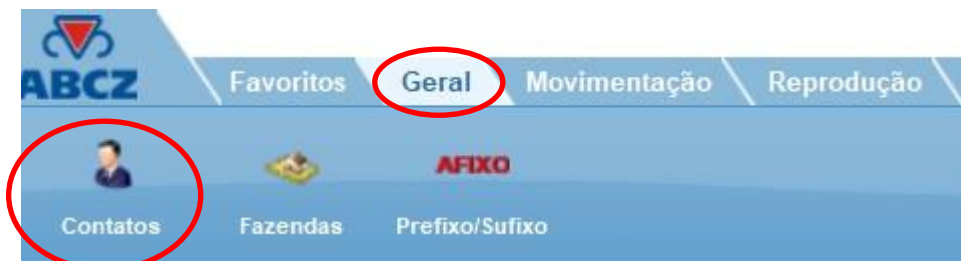 ABCZ
Favoritos Geral Movimentação Reprodução
AFIXO
Contatos Fazendas Prefixo/Sufixo